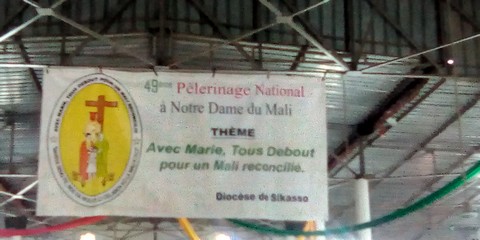 49ème Pèlerinage National
à Notre Dame du Mali
THÈME
Avec Marie, Tous Debout
pour un Mali reconcilié.
Diocèse de Sikasso